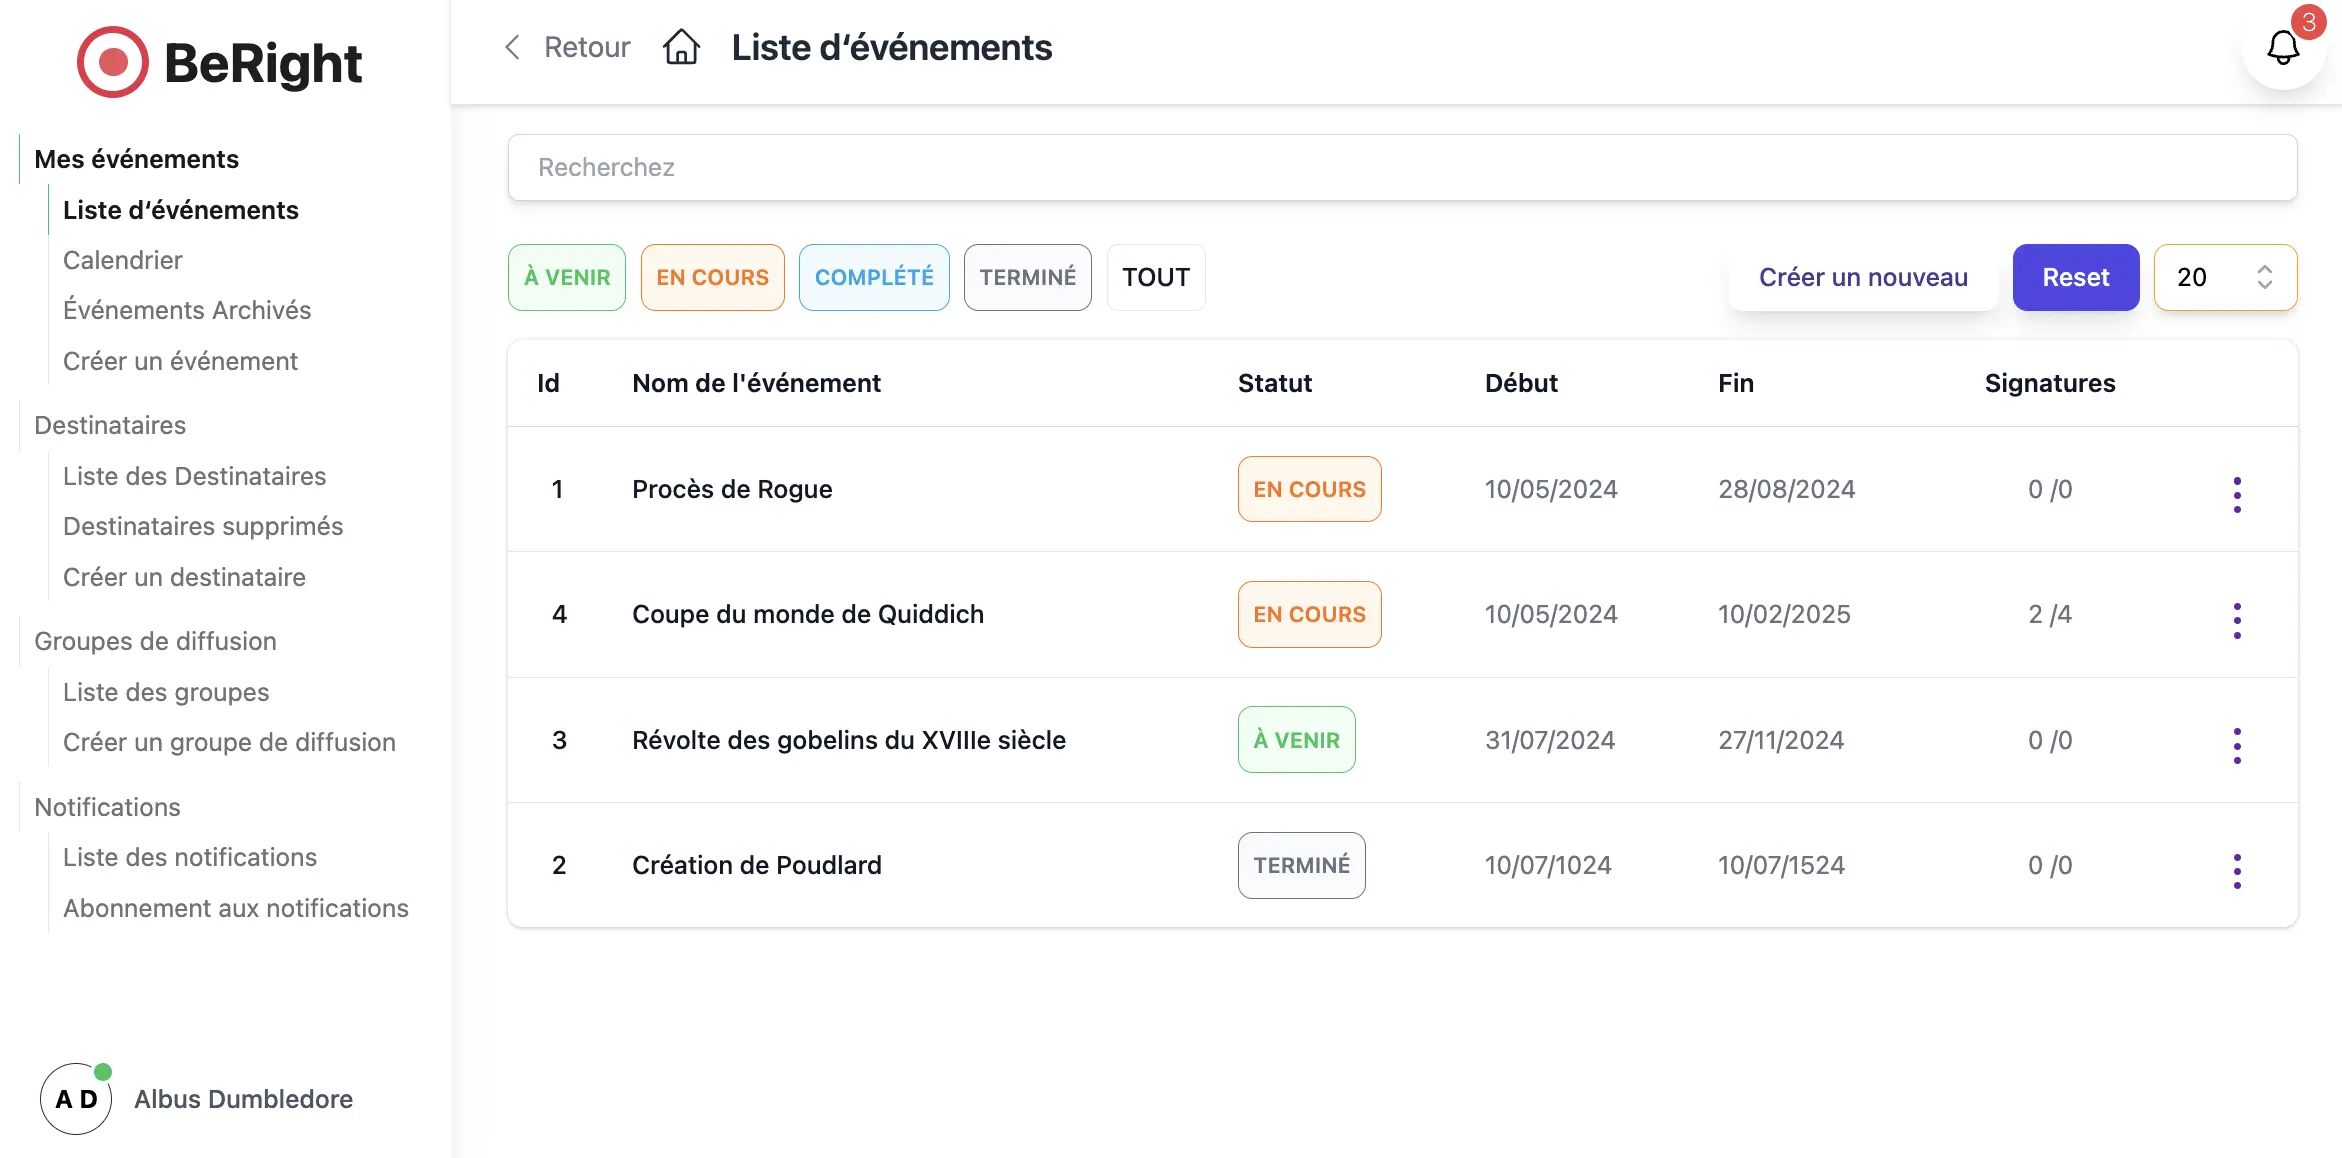 BeRight
Mes événements
Liste d‘événements
Calendrier
Événements Archivés
Créer un événement
Destinataires
Liste des Destinataires
Destinataires supprimés
Créer un destinataire
Groupes de diffusion
Liste des groupes
Créer un groupe de diffusion
Notifications
Liste des notifications
Abonnement aux notifications
A D Albus Dumbledore
Retour Liste d‘événements 3
Recherchez
À VENIR EN COURS COMPLÉTÉ TERMINÉ TOUT Créer un nouveau Reset 20
Id Nom de l'événement Statut Début Fin Signatures
1 Procès de Rogue EN COURS 10/05/2024 28/08/2024 0 /0
4 Coupe du monde de Quiddich EN COURS 10/05/2024 10/02/2025 2 /4
3 Révolte des gobelins du XVIIIe siècle À VENIR 31/07/2024 27/11/2024 0 /0
2 Création de Poudlard TERMINÉ 10/07/1024 10/07/1524 0 /0